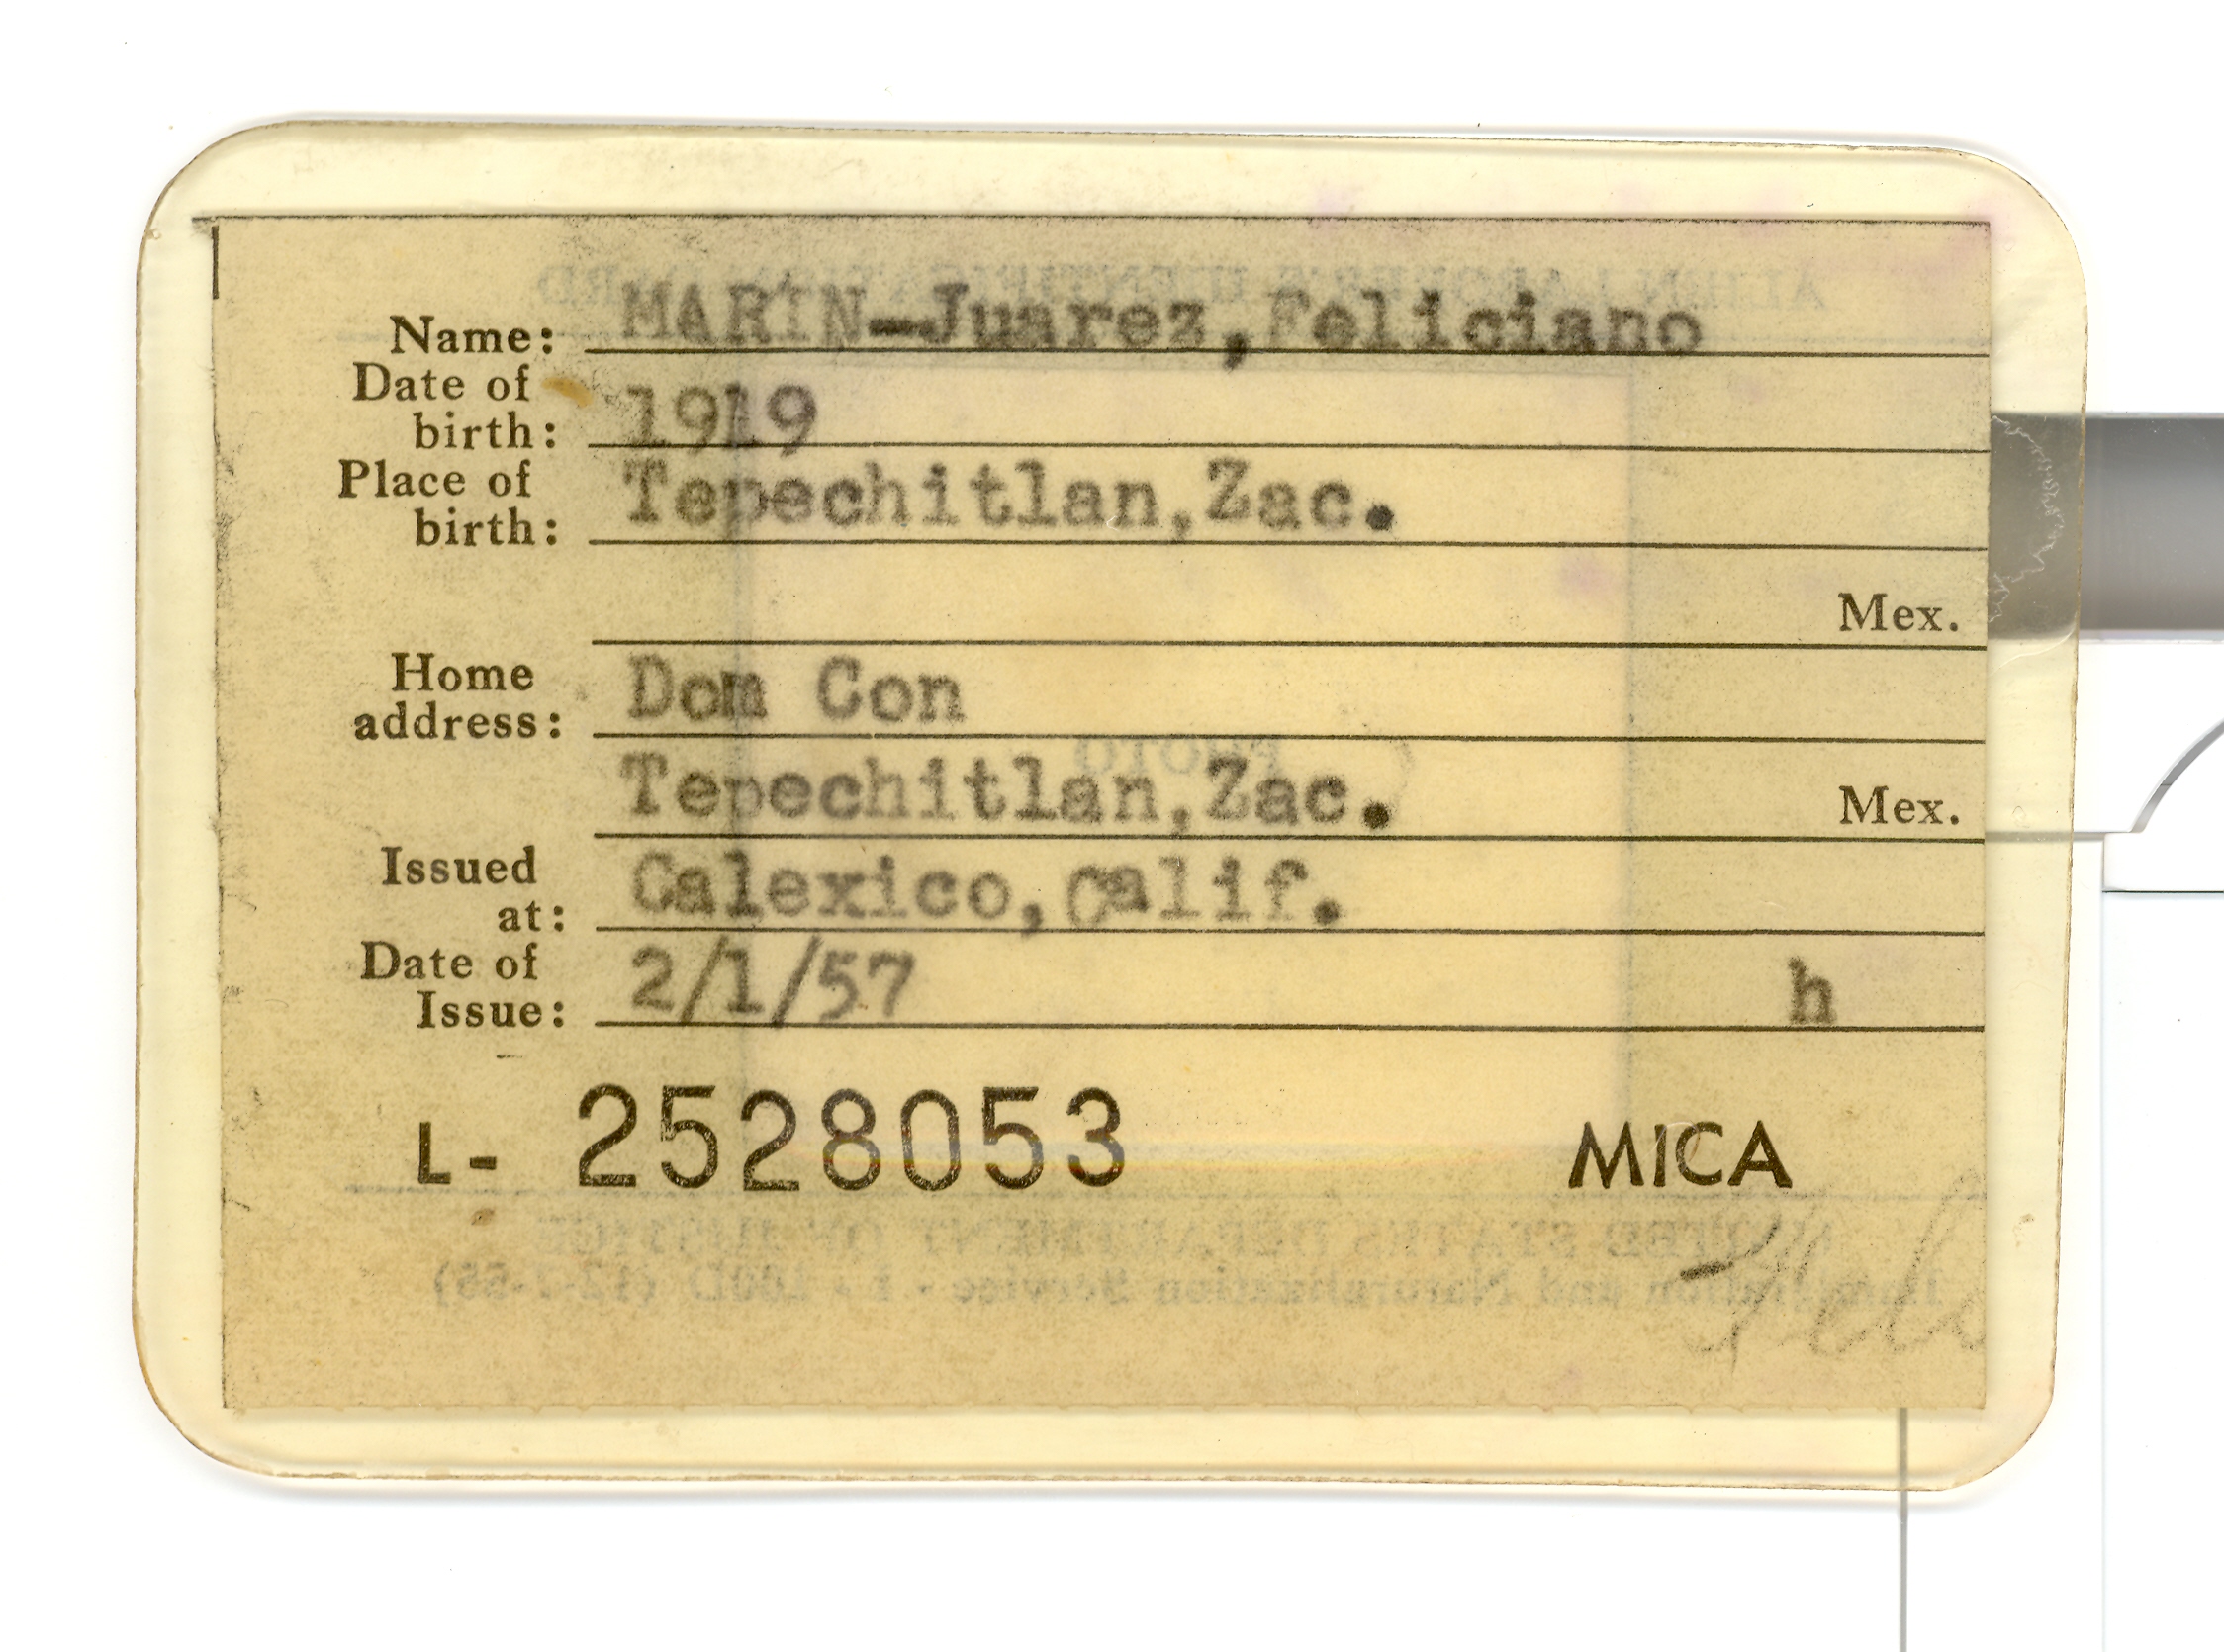 Name: MARIN-Juarez, Feliciano
Date of
birth: 1919
Place of
birth: Tepechitlan, Zac.
Mex.
Home
address: Dom Con
Tepechitlan, Zac. Mex.
Issued
at: Calexico, Calif.
Date of
Issue: 2/1/57 h
L- 2528053 MICA